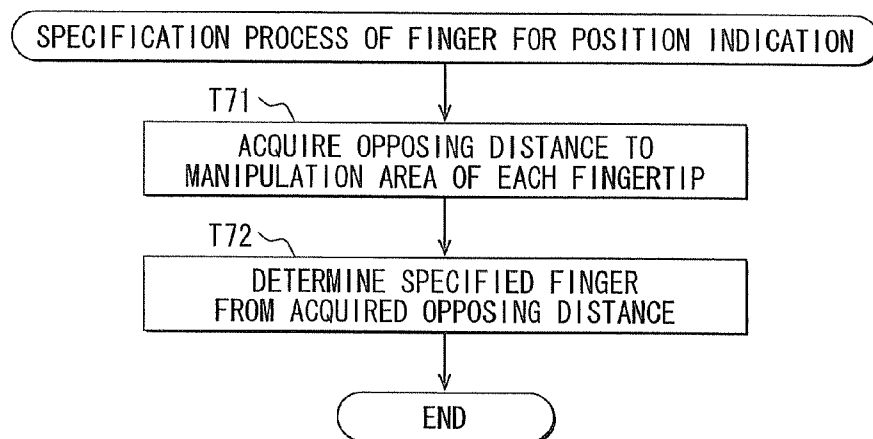 SPECIFICATION PROCESS OF FINGER FOR POSITION INDICATION
T71
ACQUIRE OPPOSING DISTANCE TO
MANIPULATION AREA OF EACH FINGERTIP
T72
DETERMINE SPECIFIED FINGER
FROM ACQUIRED OPPOSING DISTANCE
END